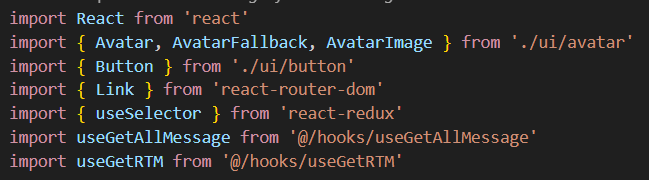 import React from 'react'
import { Avatar, AvatarFallback, AvatarImage } from './ui/avatar'
import { Button } from './ui/button'
import { Link } from 'react-router-dom'
import { useSelector } from 'react-redux'
import useGetAllMessage from '@/hooks/useGetAllMessage'
import useGetRTM from '@/hooks/useGetRTM'